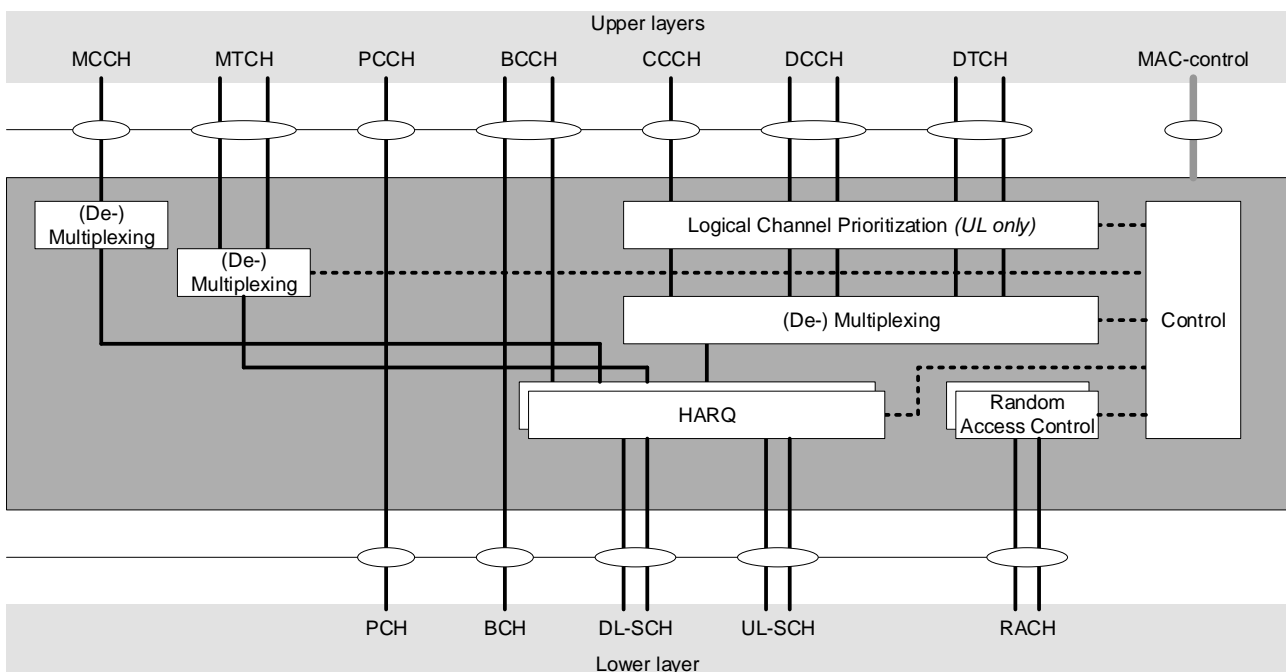 Upper layers
MCCH MTCH PCCH BCCH CCCH DCCH DTCH MAC-control
(De-)
Multiplexing
Logical Channel Prioritization (UL only)
(De-)
Multiplexing
(De-) Multiplexing
Control
HARQ
Random
Access Control
PCH BCH DL-SCH UL-SCH RACH
Lower layer